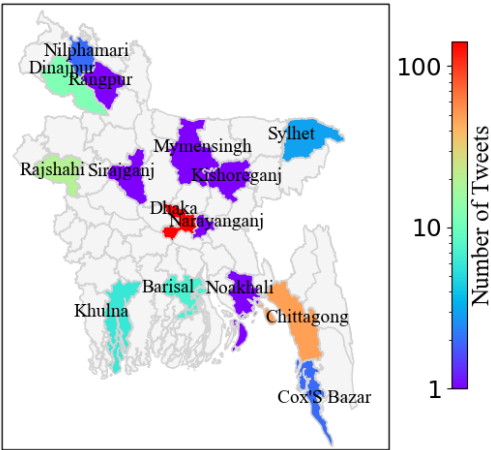 Nilphamari
Dinajpur
Rangpur
Sylhet
Mymensingh
Rajshahi
Sirajganj
Kishoreganj
Dhaka
Narayanganj
Barisal
Noakhali
Khulna
Chittagong
Cox'S Bazar
100
10
1
Number of Tweets